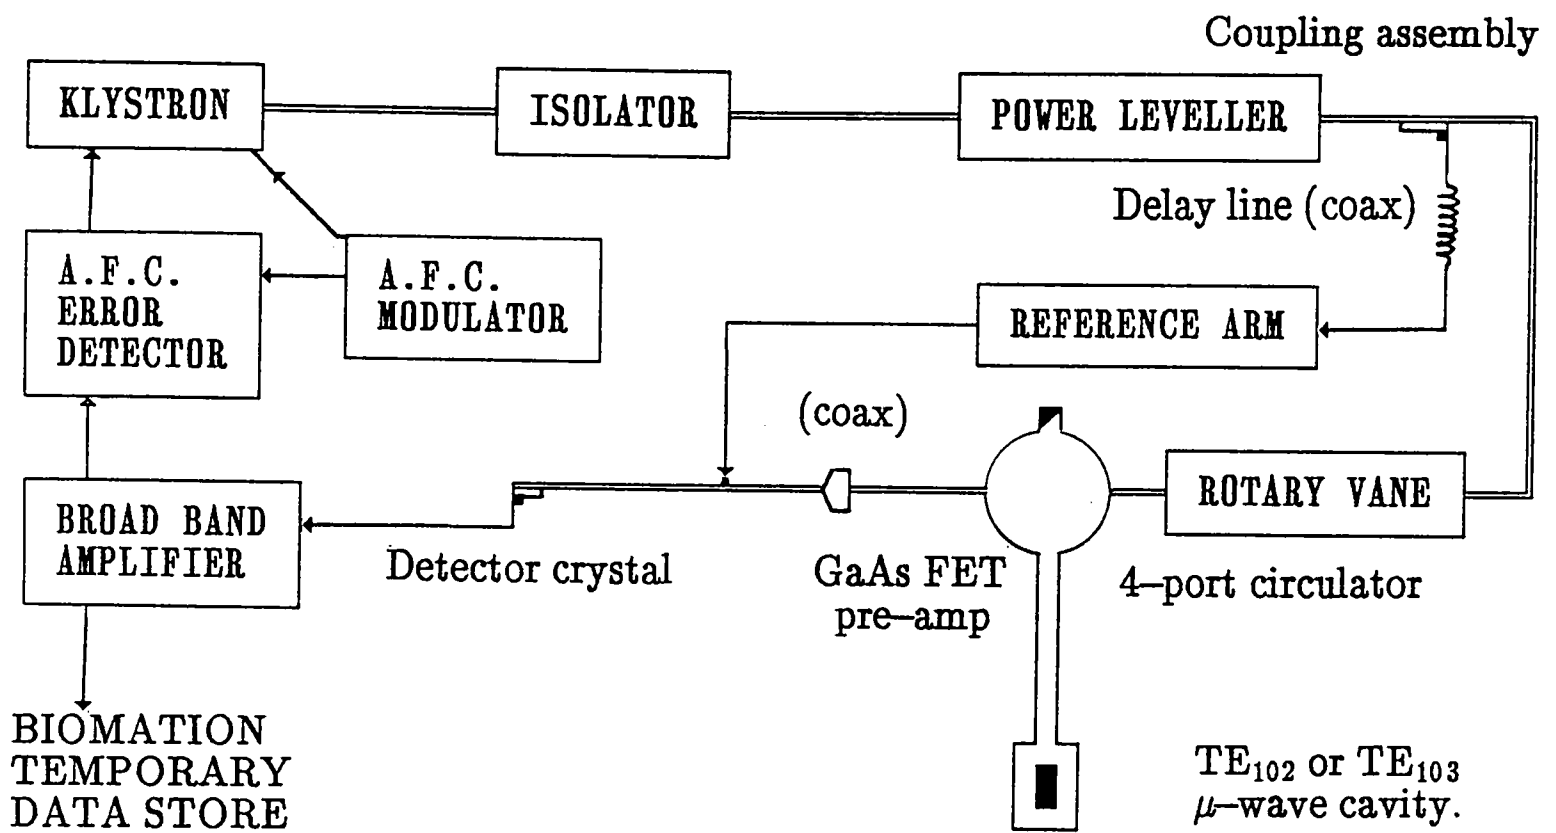 Coupling assembly
KLYSTRON
ISOLATOR
POWER LEVELLER
Delay line (coax)
A.F.C.
ERROR
DETECTOR
A.F.C.
MODULATOR
REFERENCE ARM
(coax)
ROTARY VANE
BROAD BAND
AMPLIFIER
Detector crystal
GaAs FET
pre–amp
4–port circulator
BIOMATION
TEMPORARY
DATA STORE
TE₁₀₂ or TE₁₀₃
μ–wave cavity.